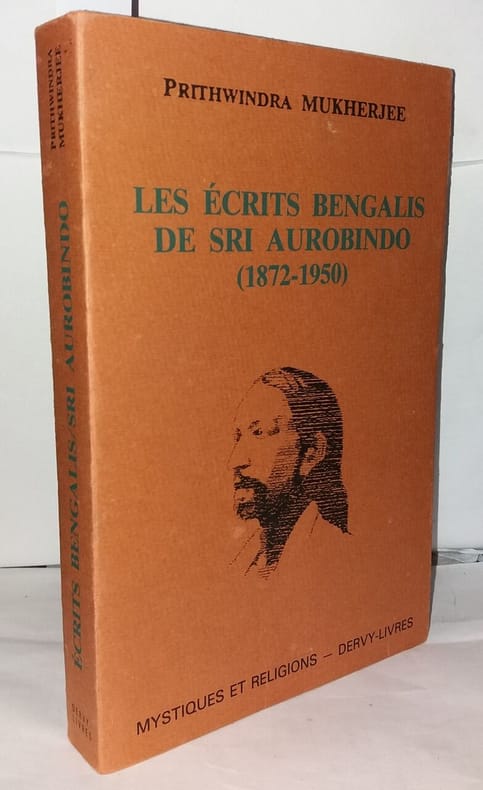 PRITHWINDRA MUKHERJEE
LES ÉCRITS BENGALIS
DE SRI AUROBINDO
(1872-1950)
MYSTIQUES ET RELIGIONS — DERVY-LIVRES
PRITHWINDRA
MUKHERJEE
ÉCRITS BENGALIS/SRI AUROBINDO
DERVY-
LIVRES